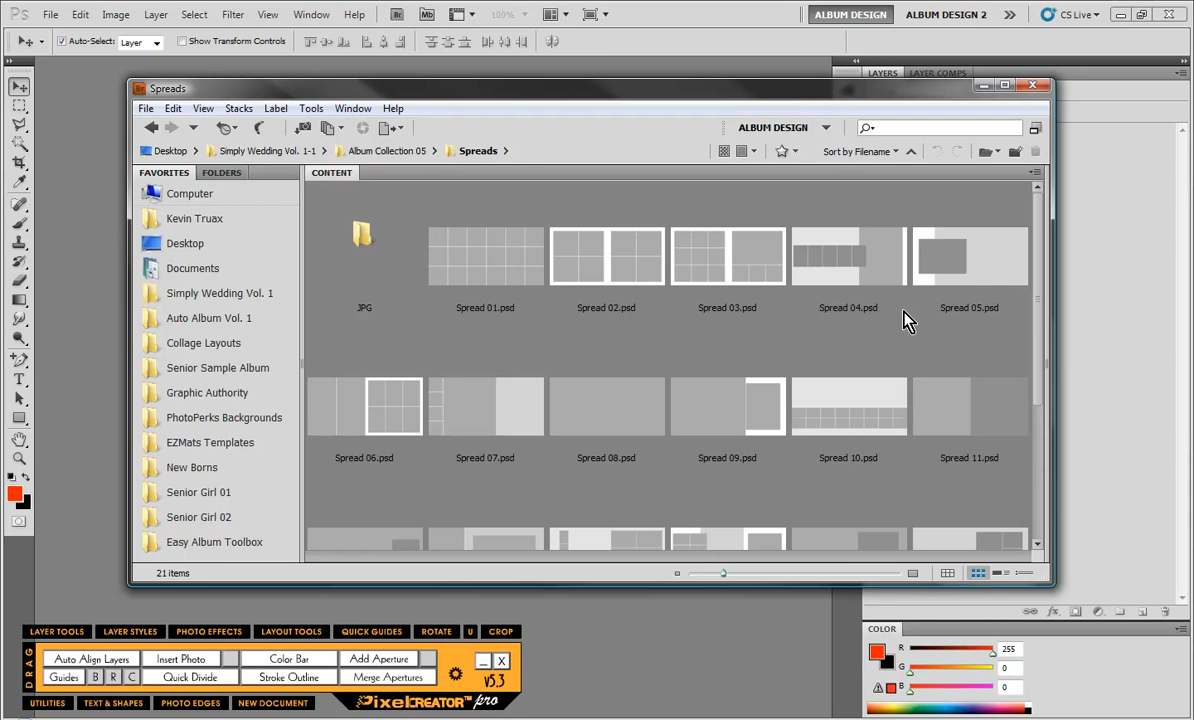 Ps File Edit Image Layer Select Filter View Window Help Br Mb 100% ALBUM DESIGN ALBUM DESIGN 2 CS Live
Auto-Select: Layer Show Transform Controls
LAYERS LAYER COMPS
Br Spreads
File Edit View Stacks Label Tools Window Help
ALBUM DESIGN
Desktop Simply Wedding Vol. 1-1 Album Collection 05 Spreads Sort by Filename
FAVORITES FOLDERS CONTENT
Computer
Kevin Truax
Desktop
Documents
Simply Wedding Vol. 1
Auto Album Vol. 1
Collage Layouts
Senior Sample Album
Graphic Authority
PhotoPerks Backgrounds
EZMats Templates
New Borns
Senior Girl 01
Senior Girl 02
Easy Album Toolbox
JPG Spread 01.psd Spread 02.psd Spread 03.psd Spread 04.psd Spread 05.psd
Spread 06.psd Spread 07.psd Spread 08.psd Spread 09.psd Spread 10.psd Spread 11.psd
21 items
LAYER TOOLS LAYER STYLES PHOTO EFFECTS LAYOUT TOOLS QUICK GUIDES ROTATE U CROP
DRAG
Auto Align Layers Insert Photo Color Bar Add Aperture _ X
Guides B R C Quick Divide Stroke Outline Merge Apertures v5.3
UTILITIES TEXT & SHAPES PHOTO EDGES NEW DOCUMENT PixelCREATOR™ pro
COLOR
R 255
G 0
B 0